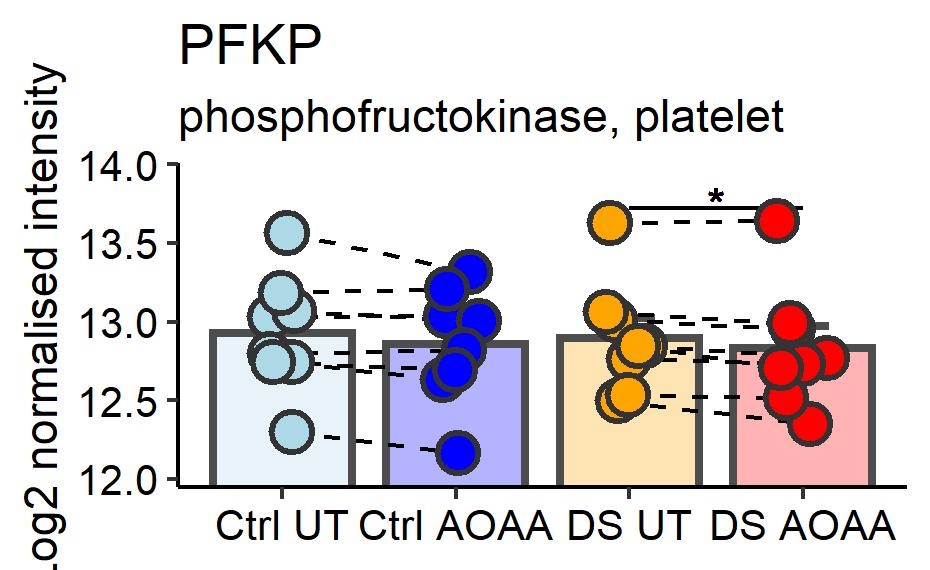 PFKP
phosphofructokinase, platelet
Log2 normalised intensity
14.0
13.5
13.0
12.5
12.0
*
Ctrl UT Ctrl AOAA DS UT DS AOAA